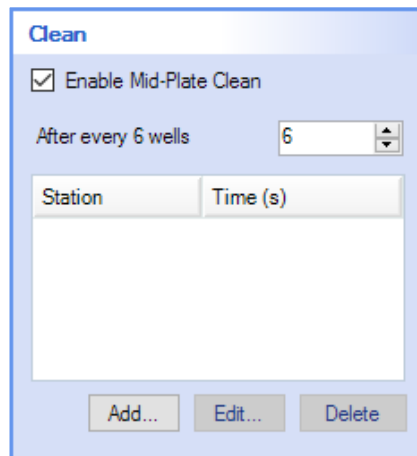 Clean
Enable Mid-Plate Clean
After every 6 wells 6
Station Time (s)
Add... Edit... Delete